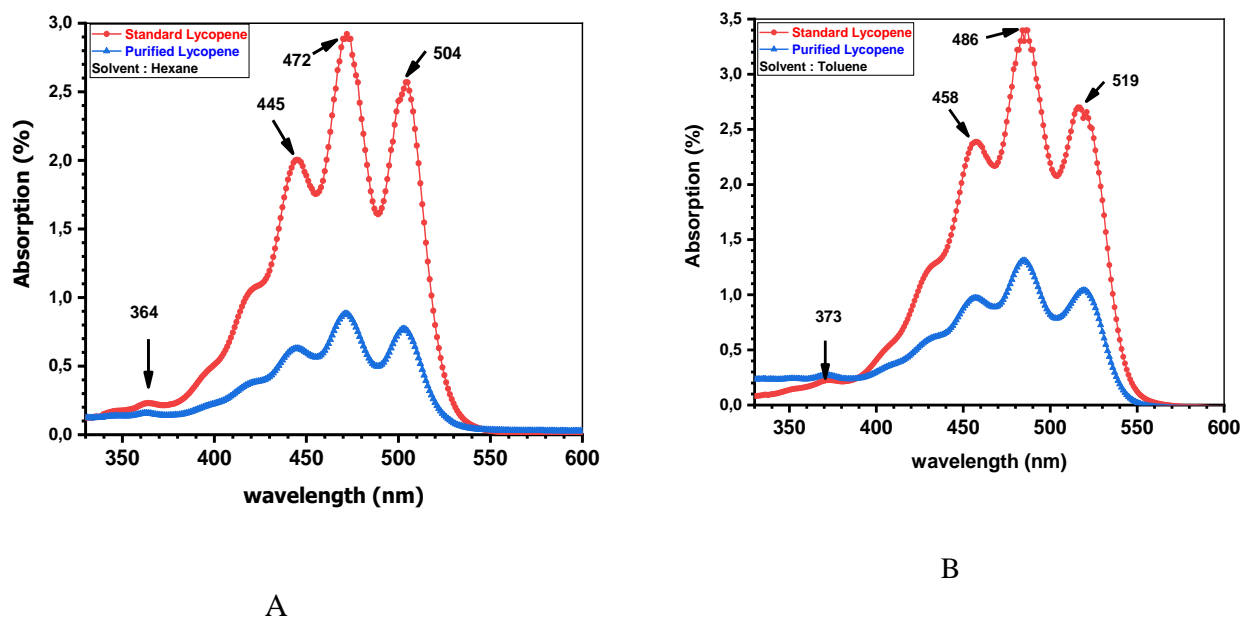 Standard Lycopene
Purified Lycopene
Solvent : Hexane
472
504
445
364
3,0
2,5
2,0
1,5
1,0
0,5
0,0
Absorption (%)
350
400
450
500
550
600
wavelength (nm)
A
Standard Lycopene
Purified Lycopene
Solvent : Toluene
486
519
458
373
3,5
3,0
2,5
2,0
1,5
1,0
0,5
0,0
Absorption (%)
350
400
450
500
550
600
wavelength (nm)
B